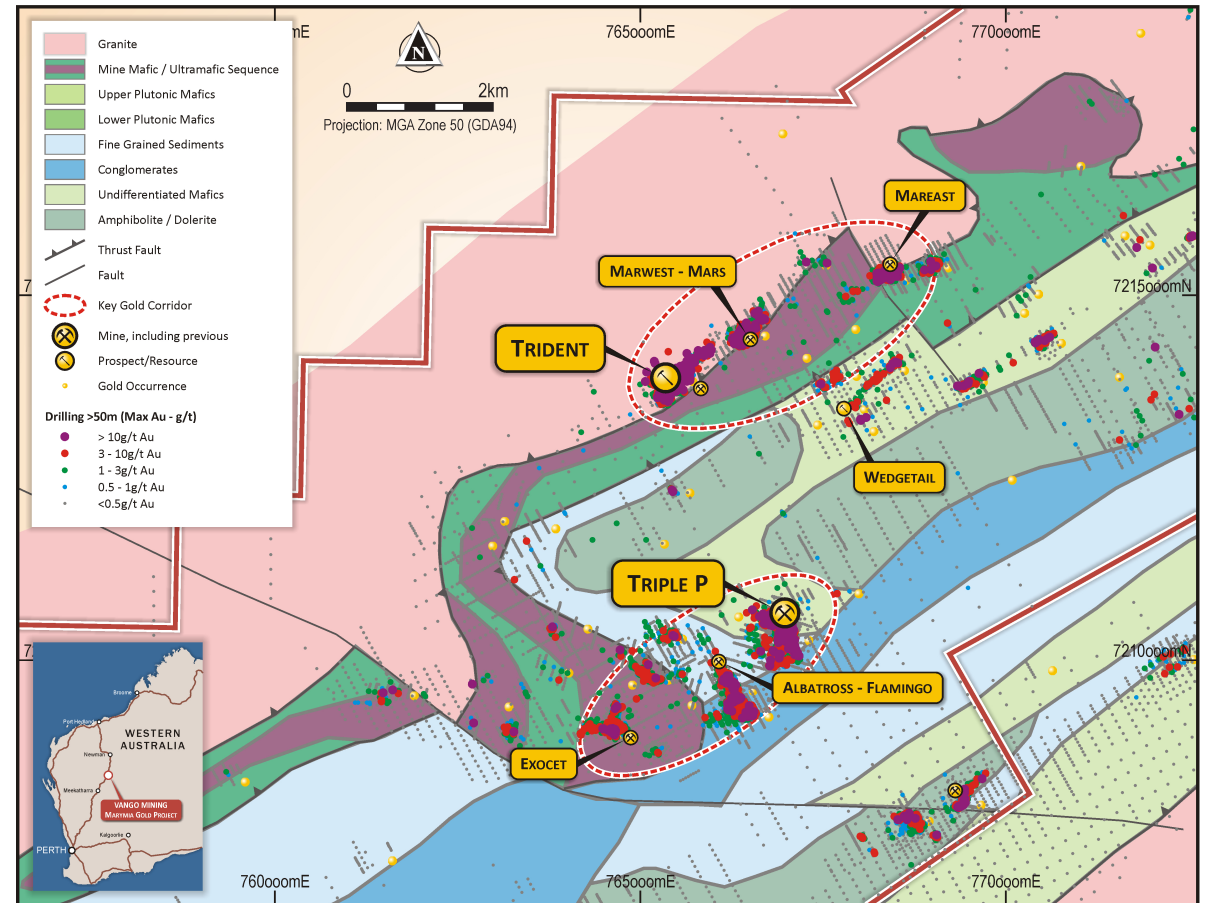 mE
765000mE
770000mE
Granite
Mine Mafic / Ultramafic Sequence
Upper Plutonic Mafics
Lower Plutonic Mafics
Fine Grained Sediments
Conglomerates
Undifferentiated Mafics
Amphibolite / Dolerite
Thrust Fault
Fault
Key Gold Corridor
Mine, including previous
Prospect/Resource
Gold Occurrence
Drilling >50m (Max Au - g/t)
> 10g/t Au
3 - 10g/t Au
1 - 3g/t Au
0.5 - 1g/t Au
<0.5g/t Au
N
0 2km
Projection: MGA Zone 50 (GDA94)
MAREAST
MARWEST - MARS
7
7215000mN
TRIDENT
WEDGETAIL
TRIPLE P
7
7210000mN
ALBATROSS - FLAMINGO
EXOCET
Broome
Port Hedland
WESTERN
AUSTRALIA
Newman
Meekatharra
VANGO MINING
MARYMIA GOLD PROJECT
Kalgoorlie
PERTH
760000mE
765000mE
770000mE